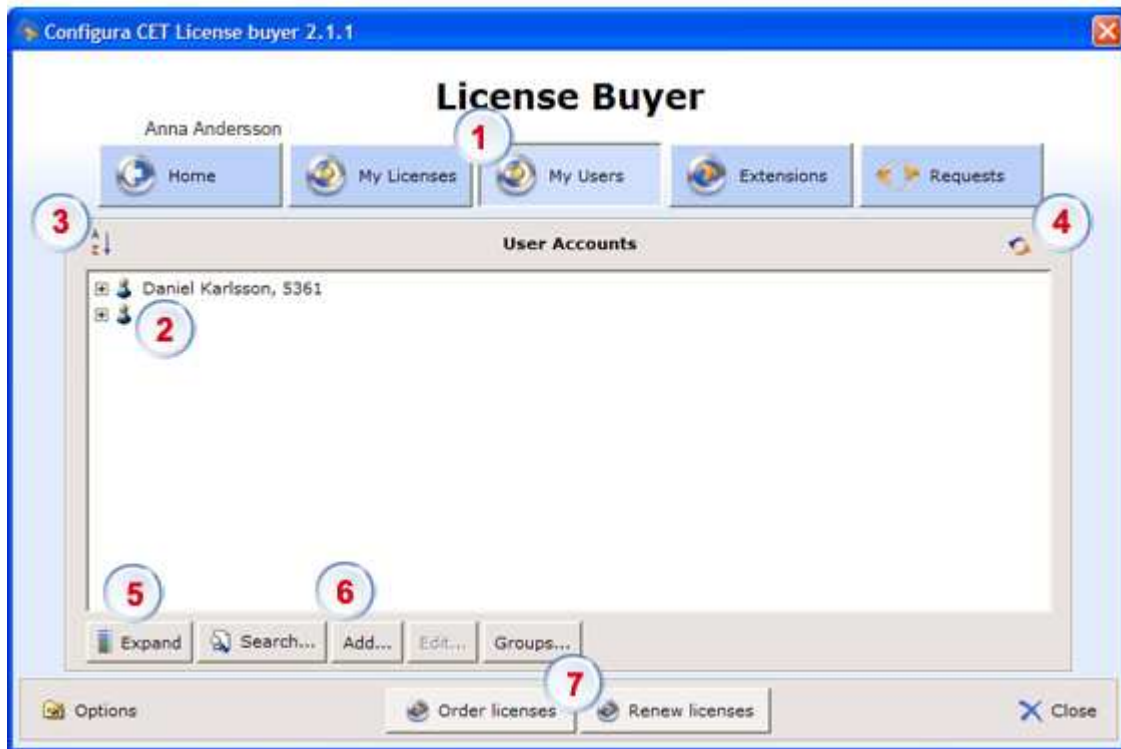 Configura CET License buyer 2.1.1
License Buyer
Anna Andersson
1
Home
My Licenses
My Users
Extensions
Requests
3
4
User Accounts
Daniel Karlsson, 5361
2
5
6
Expand
Search...
Add...
Edit...
Groups...
7
Options
Order licenses
Renew licenses
Close